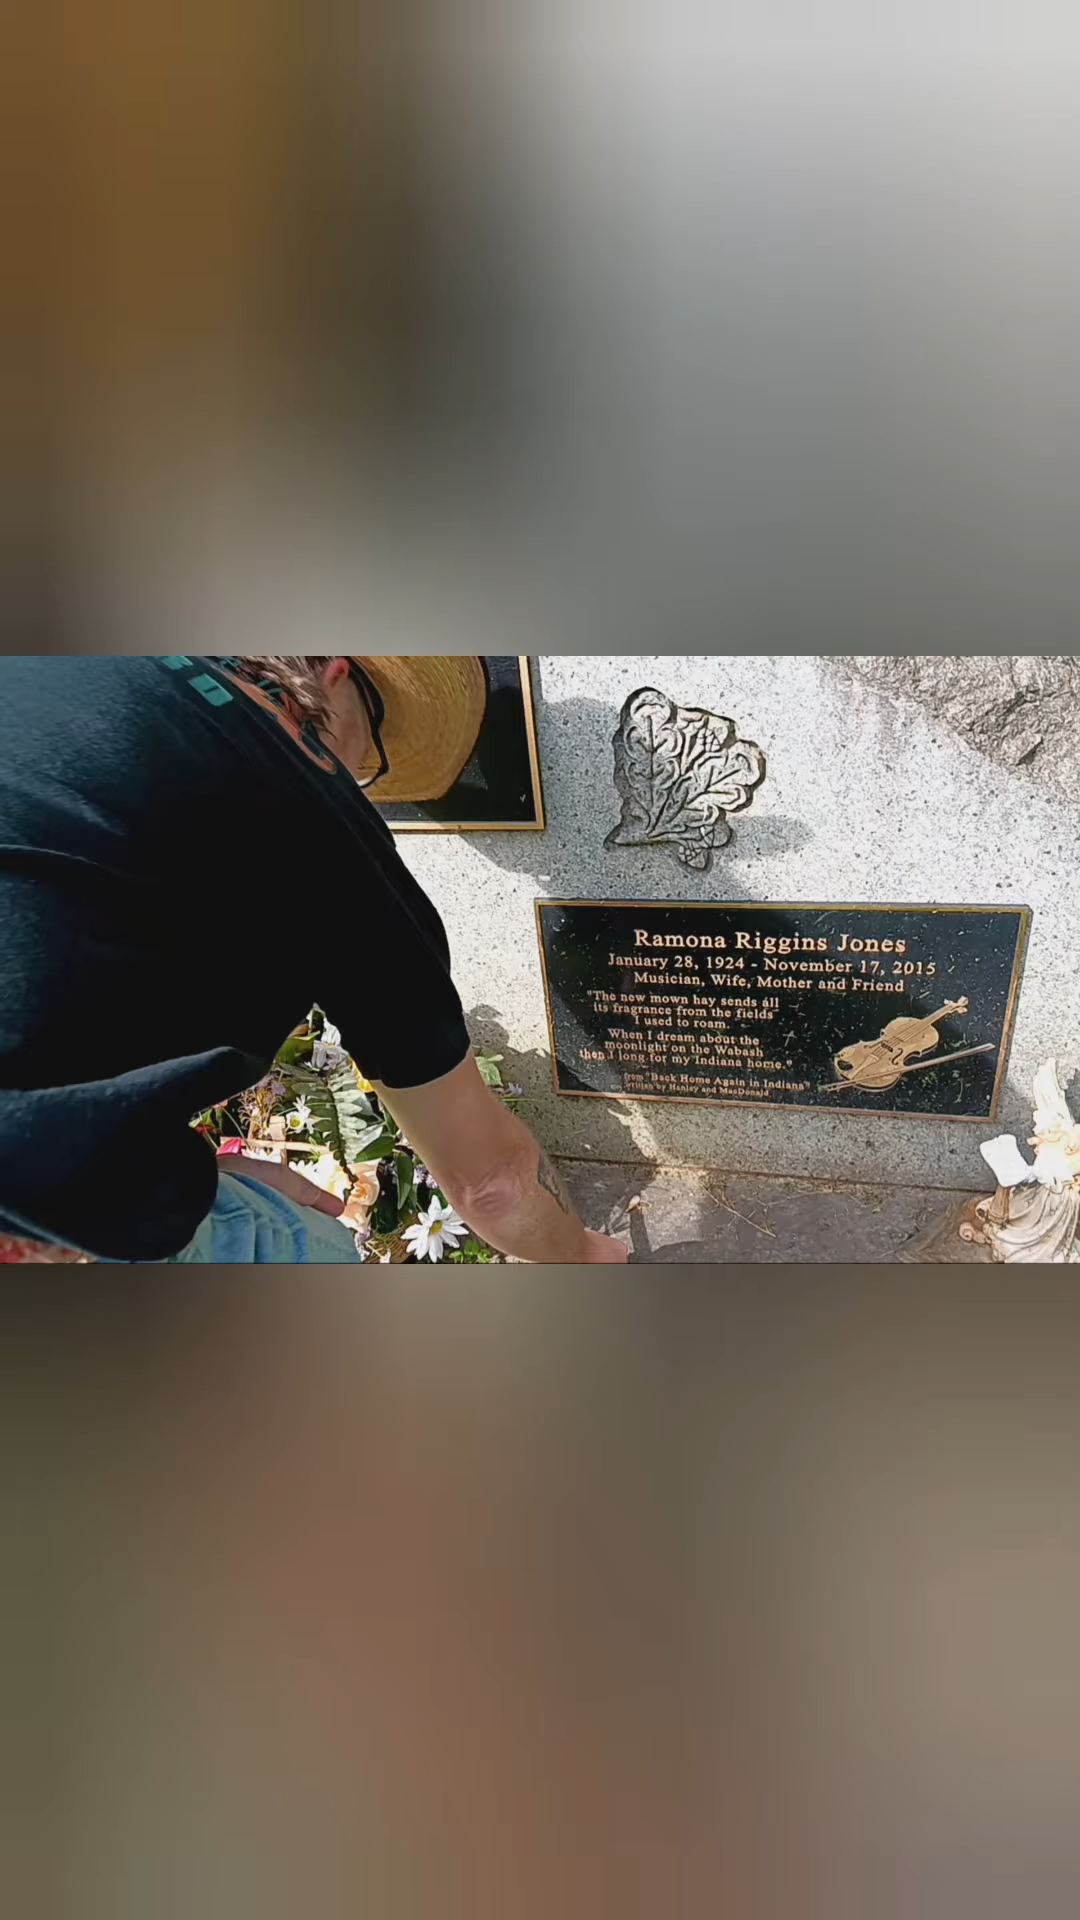 Ramona Riggins Jones
January 28, 1924 - November 17, 2015
Musician, Wife, Mother and Friend
"The new mown hay sends all
its fragrance from the fields
I used to roam.
When I dream about the
moonlight on the Wabash
then I long for my Indiana home."
from "Back Home Again in Indiana"
written by Hanley and MacDonald